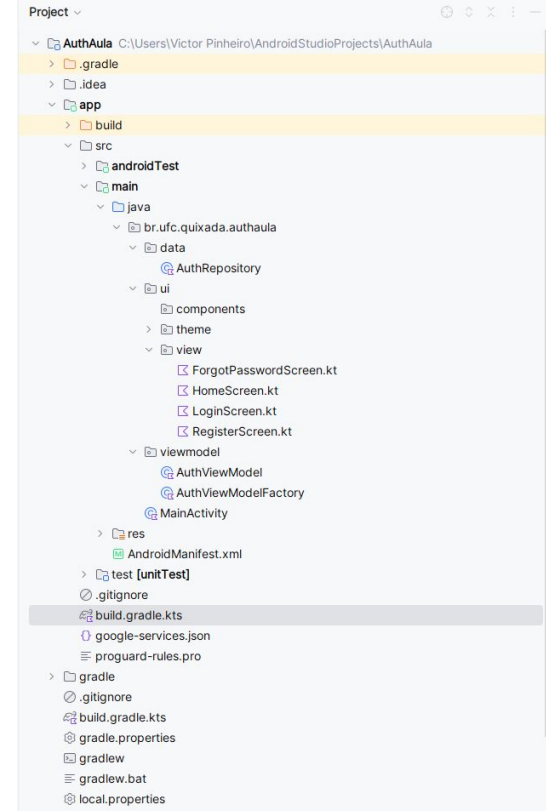 Project
AuthAula C:\Users\Victor Pinheiro\AndroidStudioProjects\AuthAula
.gradle
.idea
app
build
src
androidTest
main
java
br.ufc.quixada.authaula
data
AuthRepository
ui
components
theme
view
ForgotPasswordScreen.kt
HomeScreen.kt
LoginScreen.kt
RegisterScreen.kt
viewmodel
AuthViewModel
AuthViewModelFactory
MainActivity
res
AndroidManifest.xml
test [unitTest]
.gitignore
build.gradle.kts
google-services.json
proguard-rules.pro
gradle
.gitignore
build.gradle.kts
gradle.properties
gradlew
gradlew.bat
local.properties